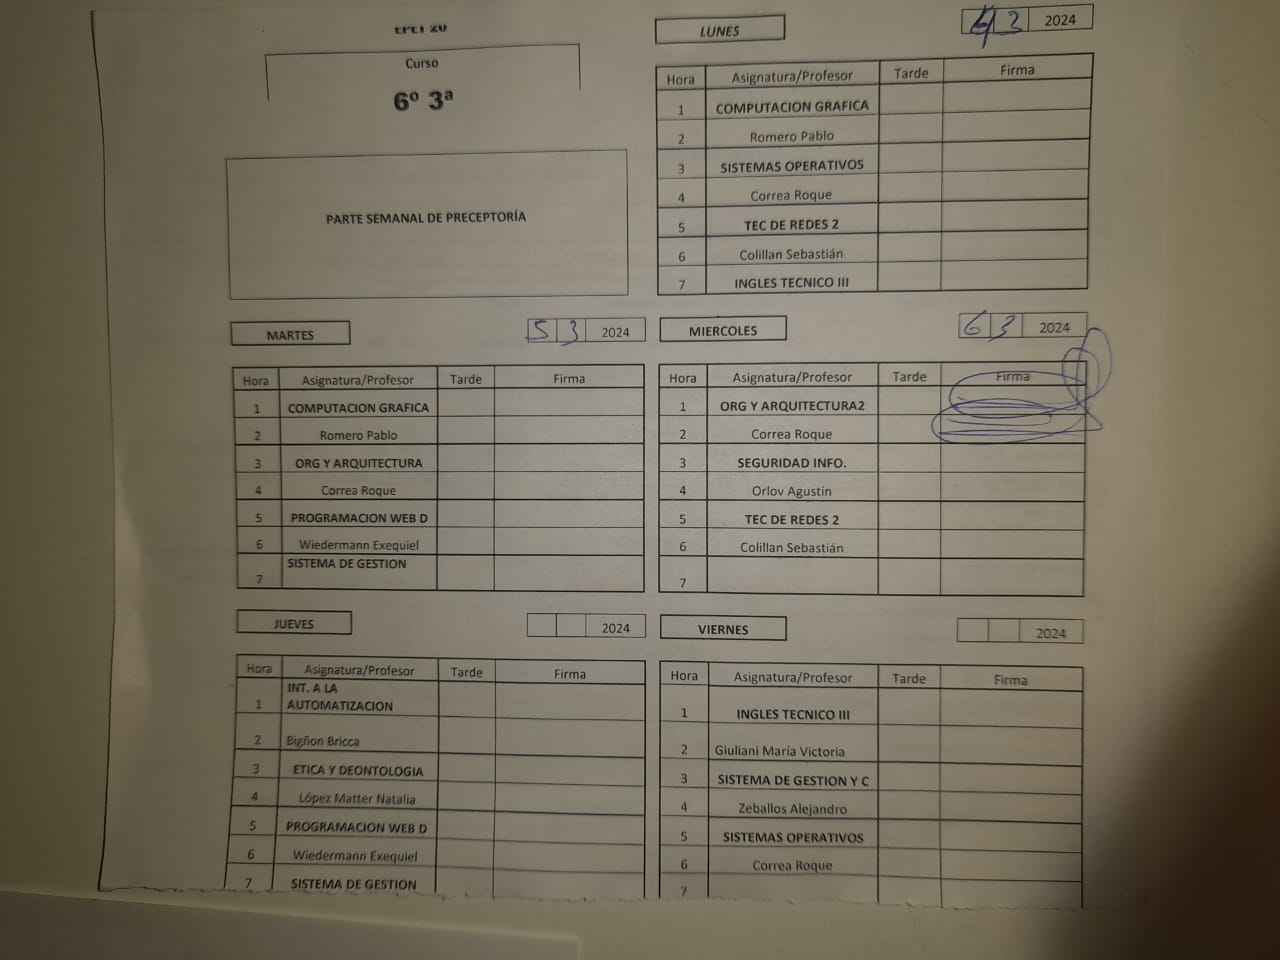 Curso
6º 3ª
PARTE SEMANAL DE PRECEPTORÍA
LUNES
4 3 2024
Hora Asignatura/Profesor Tarde Firma
1 COMPUTACION GRAFICA
2 Romero Pablo
3 SISTEMAS OPERATIVOS
4 Correa Roque
5 TEC DE REDES 2
6 Colillan Sebastián
7 INGLES TECNICO III
MARTES
5 3 2024
Hora Asignatura/Profesor Tarde Firma
1 COMPUTACION GRAFICA
2 Romero Pablo
3 ORG Y ARQUITECTURA
4 Correa Roque
5 PROGRAMACION WEB D
6 Wiedermann Exequiel
SISTEMA DE GESTION
7
MIERCOLES
6 3 2024
Hora Asignatura/Profesor Tarde Firma
1 ORG Y ARQUITECTURA2
2 Correa Roque
3 SEGURIDAD INFO.
4 Orlov Agustin
5 TEC DE REDES 2
6 Colillan Sebastián
7
JUEVES
2024
Hora Asignatura/Profesor Tarde Firma
INT. A LA
1 AUTOMATIZACION
2 Bigñon Bricca
3 ETICA Y DEONTOLOGIA
4 López Matter Natalia
5 PROGRAMACION WEB D
6 Wiedermann Exequiel
7 SISTEMA DE GESTION
VIERNES
2024
Hora Asignatura/Profesor Tarde Firma
1 INGLES TECNICO III
2 Giuliani María Victoria
3 SISTEMA DE GESTION Y C
4 Zeballos Alejandro
5 SISTEMAS OPERATIVOS
6 Correa Roque
7